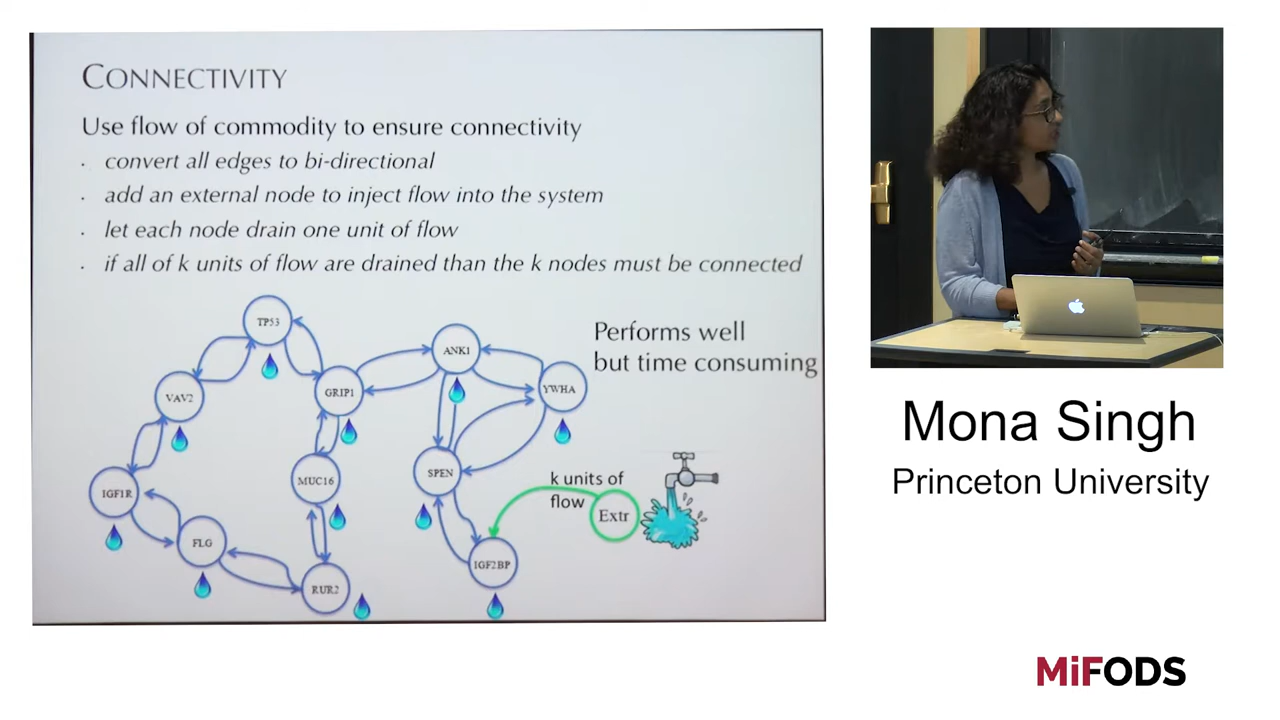 CONNECTIVITY
Use flow of commodity to ensure connectivity
· convert all edges to bi-directional
· add an external node to inject flow into the system
· let each node drain one unit of flow
· if all of k units of flow are drained than the k nodes must be connected
Performs well
but time consuming
TP53
ANK1
YWHA
GRIP1
VAV2
SPEN
MUC16
IGF1R
k units of
flow
Extr
FLG
IGF2BP
RUR2
Mona Singh
Princeton University
MiFODS